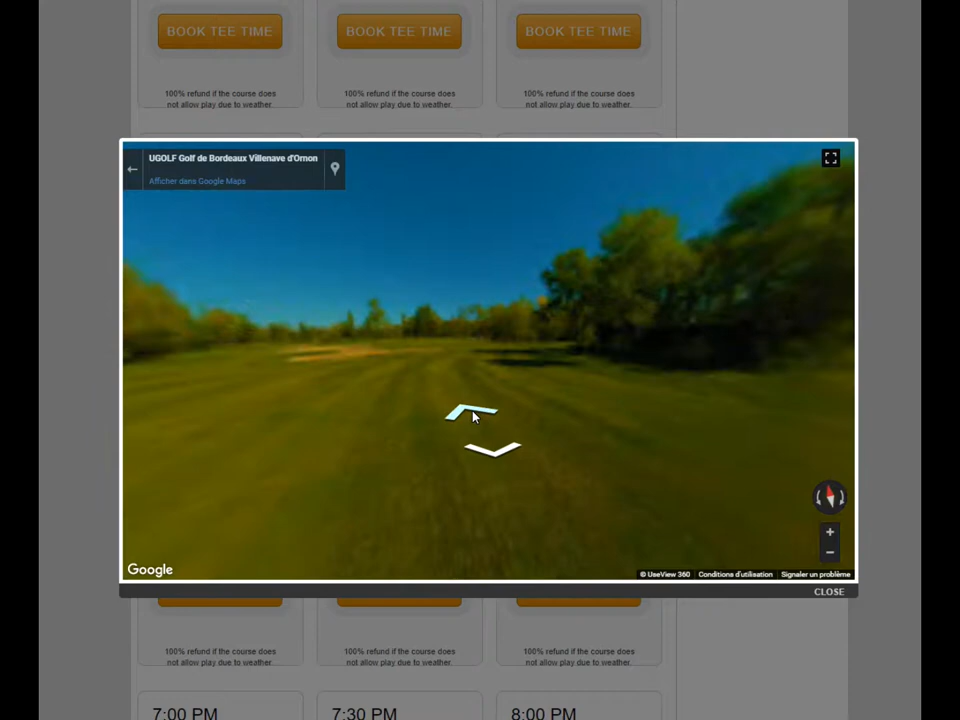 BOOK TEE TIME BOOK TEE TIME BOOK TEE TIME
100% refund if the course does
not allow play due to weather.
100% refund if the course does
not allow play due to weather.
100% refund if the course does
not allow play due to weather.
UGOLF Golf de Bordeaux Villenave d'Ornon
Afficher dans Google Maps
Google
© UseView 360 Conditions d'utilisation Signaler un problème
CLOSE
100% refund if the course does
not allow play due to weather.
100% refund if the course does
not allow play due to weather.
100% refund if the course does
not allow play due to weather.
7:00 PM 7:30 PM 8:00 PM